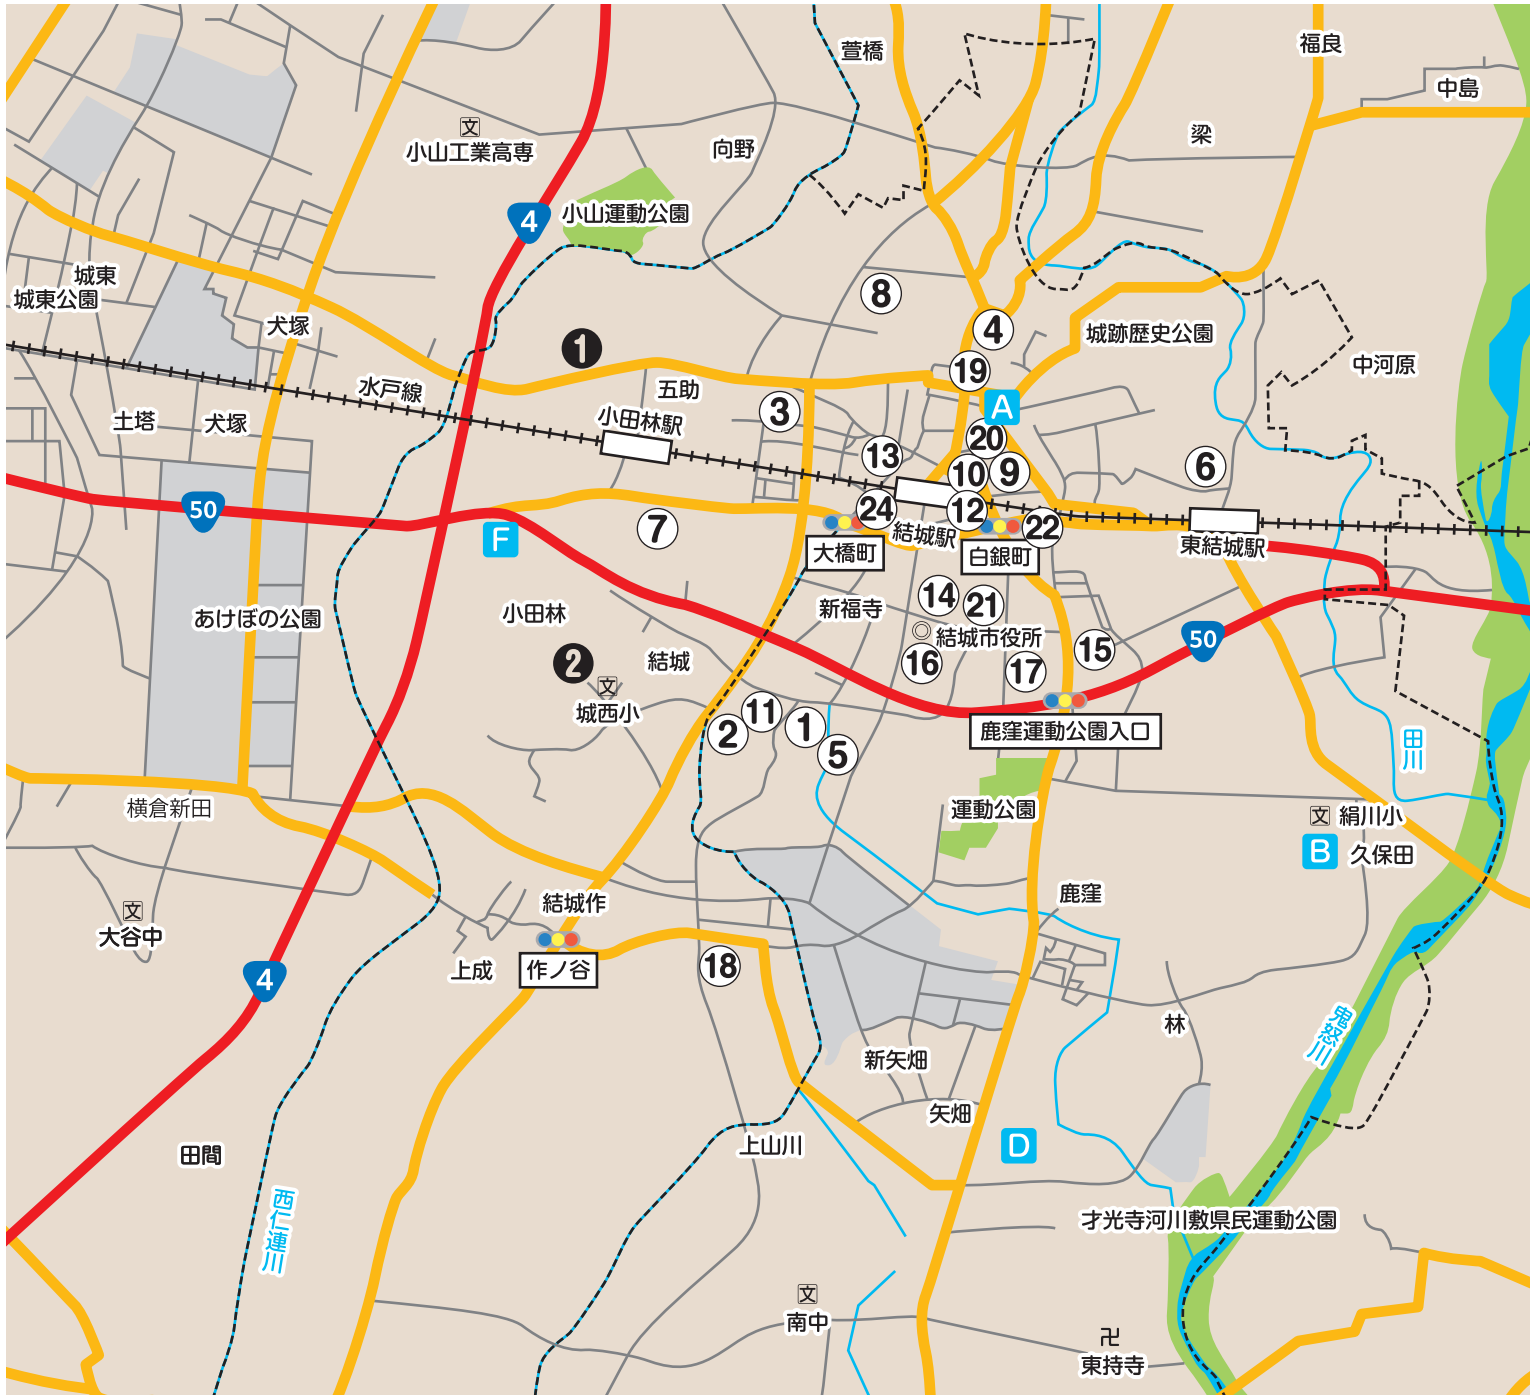 萱橋
福良
中島
文
小山工業高専
向野
梁
4
小山運動公園
城東
城東公園
8
犬塚
4
城跡歴史公園
1
中河原
19
水戸線
五助
3
A
土塔
犬塚
小田林駅
20
13
10
9
6
50
7
24
12
22
F
結城駅
大橋町
白銀町
東結城駅
あけぼの公園
小田林
新福寺
14
21
◎
結城市役所
50
2
結城
16
17
15
文
城西小
11
2
1
5
鹿窪運動公園入口
田川
横倉新田
運動公園
文
絹川小
B
久保田
文
大谷中
結城作
鹿窪
上成
作ノ谷
18
4
林
鬼怒川
新矢畑
矢畑
田間
上山川
D
西仁連川
才光寺河川敷県民運動公園
文
南中
卍
東持寺